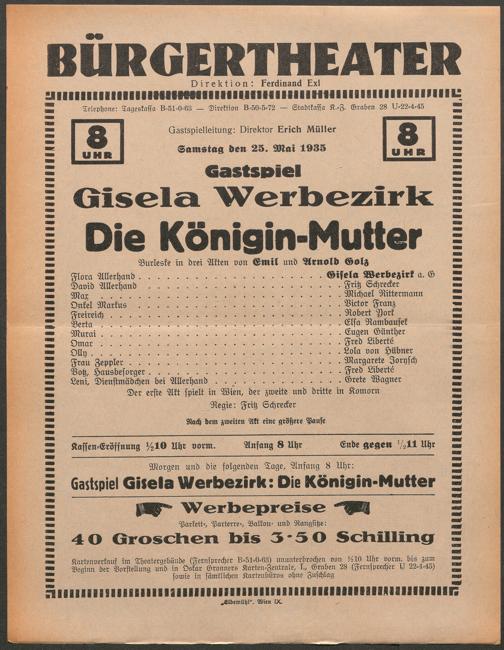 BÜRGERTHEATER
Direktion: Ferdinand Exl
Telephone: Tageskassa B-51-0-63 — Direktion B-50-5-72 — Stadtkassa K.-J. Graben 28 U-22-4-45
8 UHR
Gastspielleitung: Direktor Erich Müller
8 UHR
Samstag den 25. Mai 1935
Gastspiel
Gisela Werbezirk
Die Königin-Mutter
Burleske in drei Akten von Emil und Arnold Golz
Flora Allerhand . . . Gisela Werbezirk a. G
David Allerhand . . . Fritz Schrecker
Max . . . Michael Rittermann
Onkel Markus . . . Victor Franz
Freireich . . . Robert Pork
Berta . . . Elsa Rambausek
Murai . . . Eugen Günther
Omar . . . Fred Liberté
Olly . . . Lola von Hübner
Frau Zeppler . . . Margarete Zorysch
Votz, Hausbesorger . . . Fred Liberté
Leni, Dienstmädchen bei Allerhand . . . Grete Wagner
Der erste Akt spielt in Wien, der zweite und dritte in Komorn
Regie: Fritz Schrecker
Nach dem zweiten Akt eine größere Pause
Kassen-Eröffnung ½10 Uhr vorm. Anfang 8 Uhr Ende gegen ½11 Uhr
Morgen und die folgenden Tage, Anfang 8 Uhr:
Gastspiel Gisela Werbezirk: Die Königin-Mutter
Werbepreise
Parkett-, Parterre-, Balkon- und Rangsitze:
40 Groschen bis 3·50 Schilling
Kartenverkauf im Theatergebäude (Fernsprecher B-51-0-63) ununterbrochen von ½10 Uhr vorm. bis zum
Beginn der Vorstellung und in Oskar Gronners Karten-Zentrale, I., Graben 28 (Fernsprecher U 22-4-45)
sowie in sämtlichen Kartenbüros ohne Zuschlag
„Eldemühl", Wien IX.